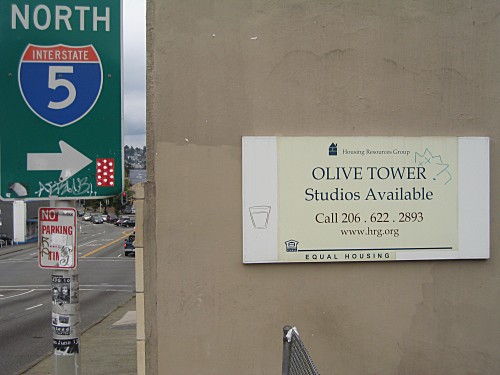 NORTH
INTERSTATE
5
NO
PARKING
Housing Resources Group
OLIVE TOWER
Studios Available
Call 206 . 622 . 2893
www.hrg.org
EQUAL HOUSING